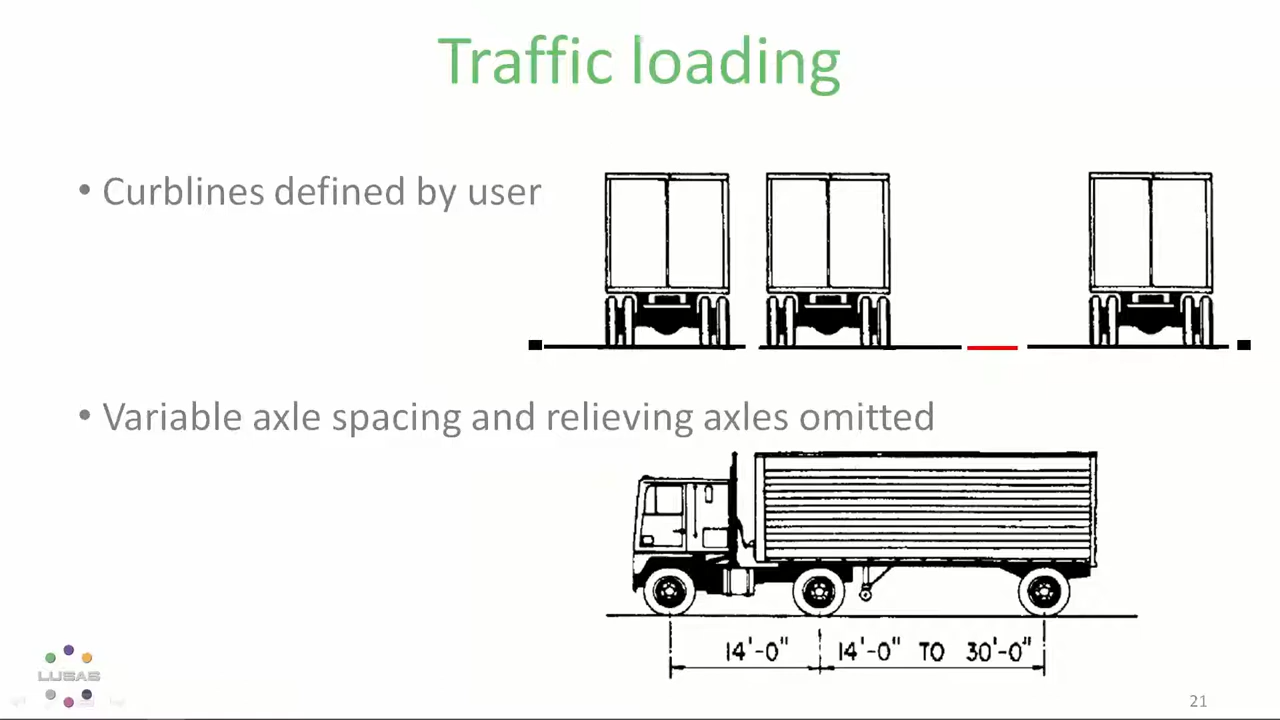 Traffic loading
• Curblines defined by user
• Variable axle spacing and relieving axles omitted
14'-0" 14'-0" TO 30'-0"
LUSAS
21